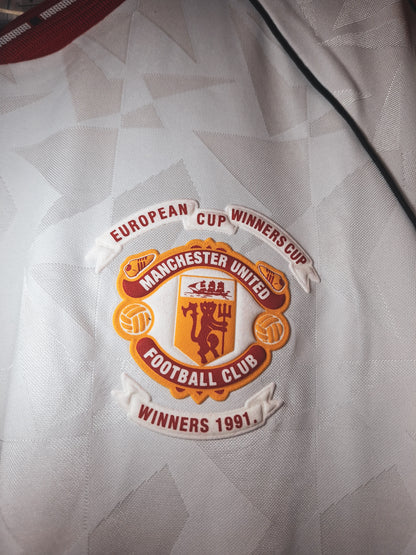 EUROPEAN CUP WINNERS CUP
MANCHESTER UNITED
FOOTBALL CLUB
WINNERS 1991.